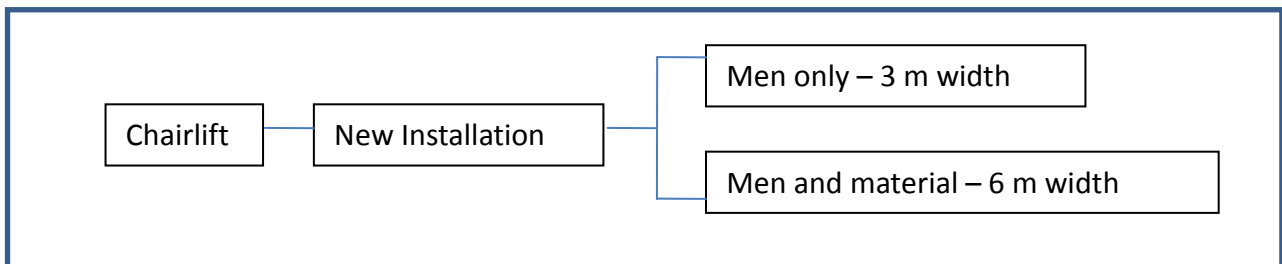 Chairlift
New Installation
Men only – 3 m width
Men and material – 6 m width